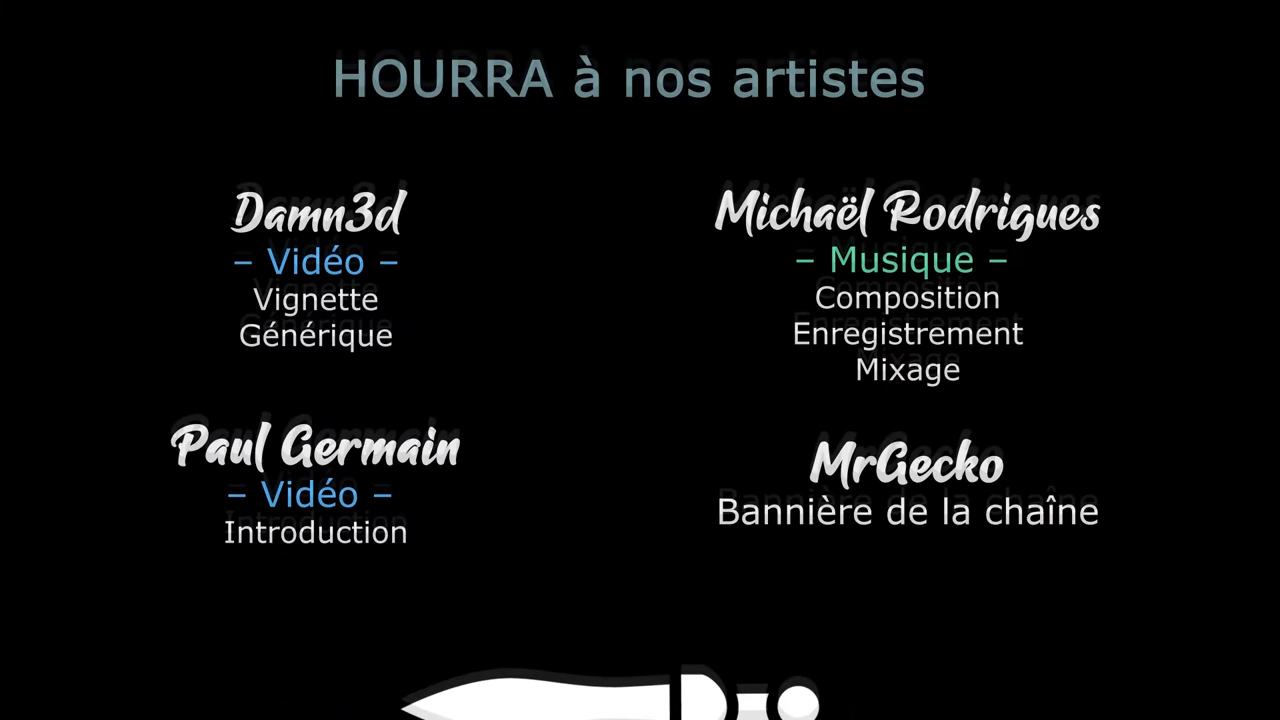 HOURRA à nos artistes
Damn3d
– Vidéo –
Vignette
Générique
Michaël Rodrigues
– Musique –
Composition
Enregistrement
Mixage
Paul Germain
– Vidéo –
Introduction
MrGecko
Bannière de la chaîne